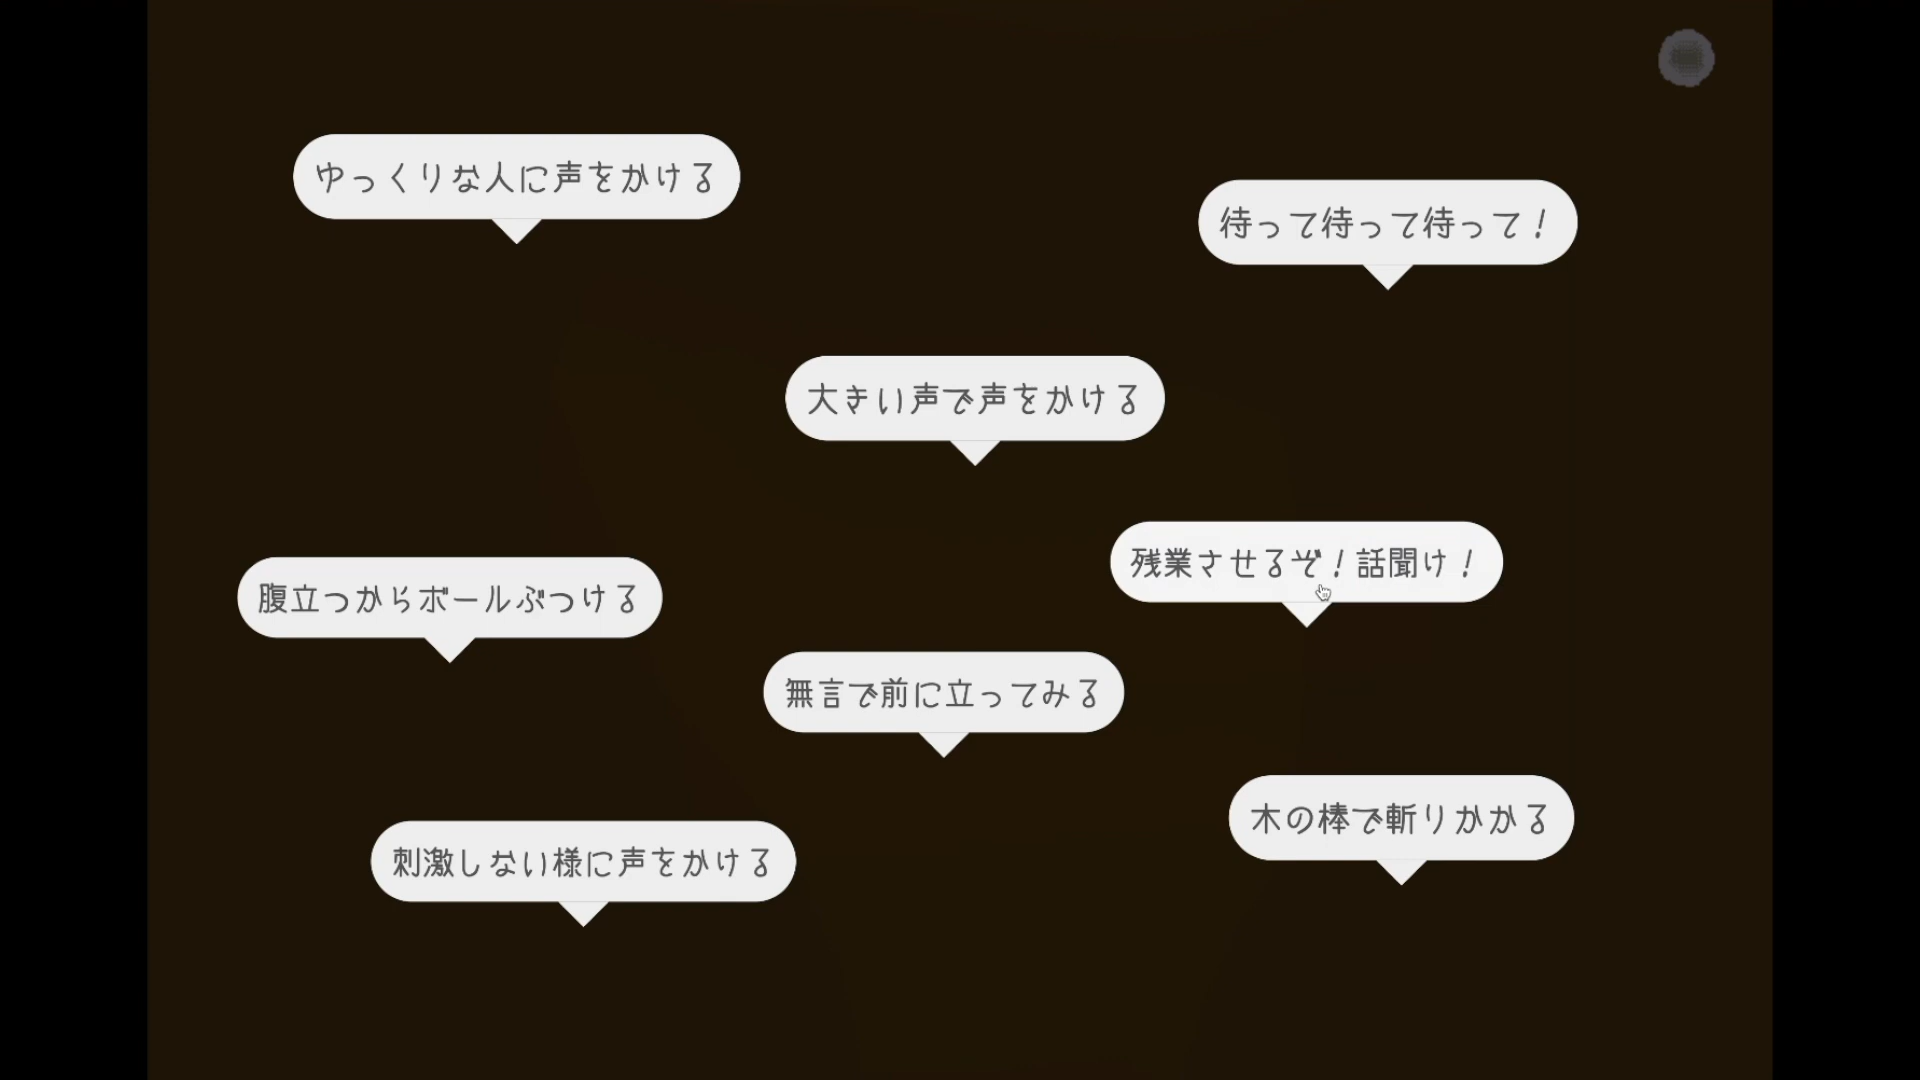 ゆっくりな人に声をかける
待って待って待って！
大きい声で声をかける
残業させるぞ！話聞け！
腹立つからボールぶつける
無言で前に立ってみる
木の棒で斬りかかる
刺激しない様に声をかける